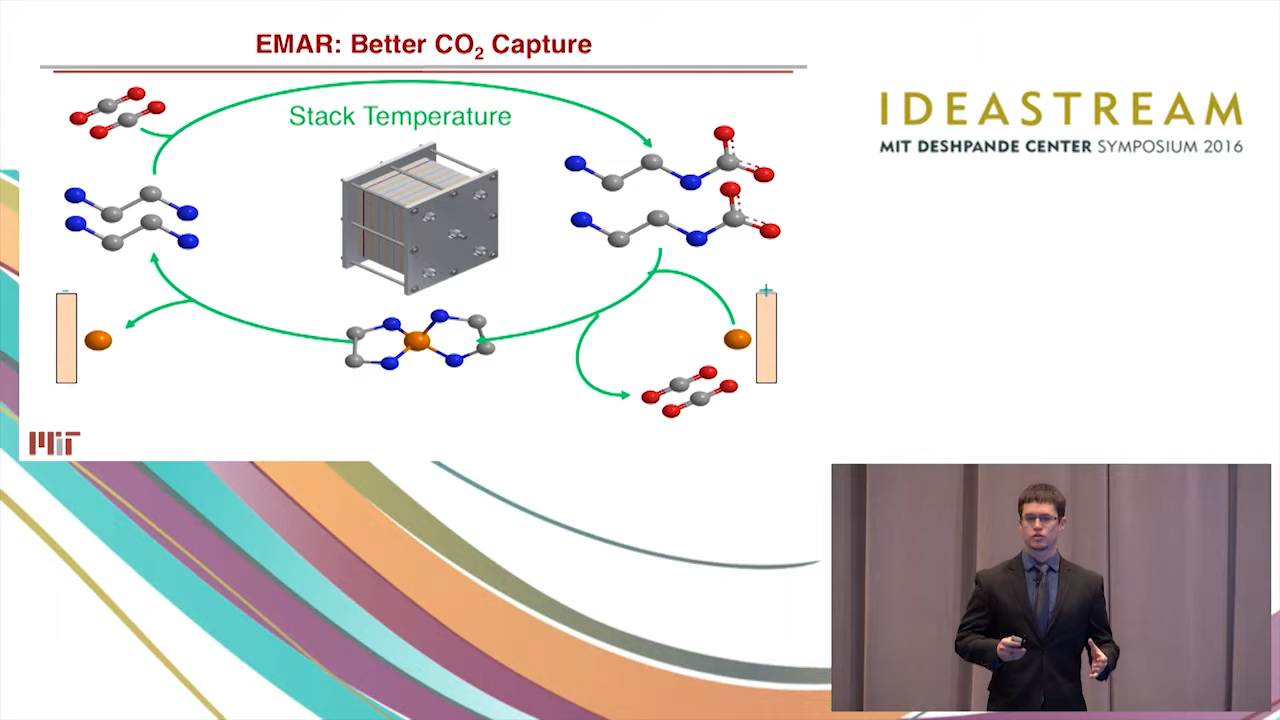 EMAR: Better CO2 Capture
Stack Temperature
-
+
MIT
IDEASTREAM
MIT DESHPANDE CENTER SYMPOSIUM 2016